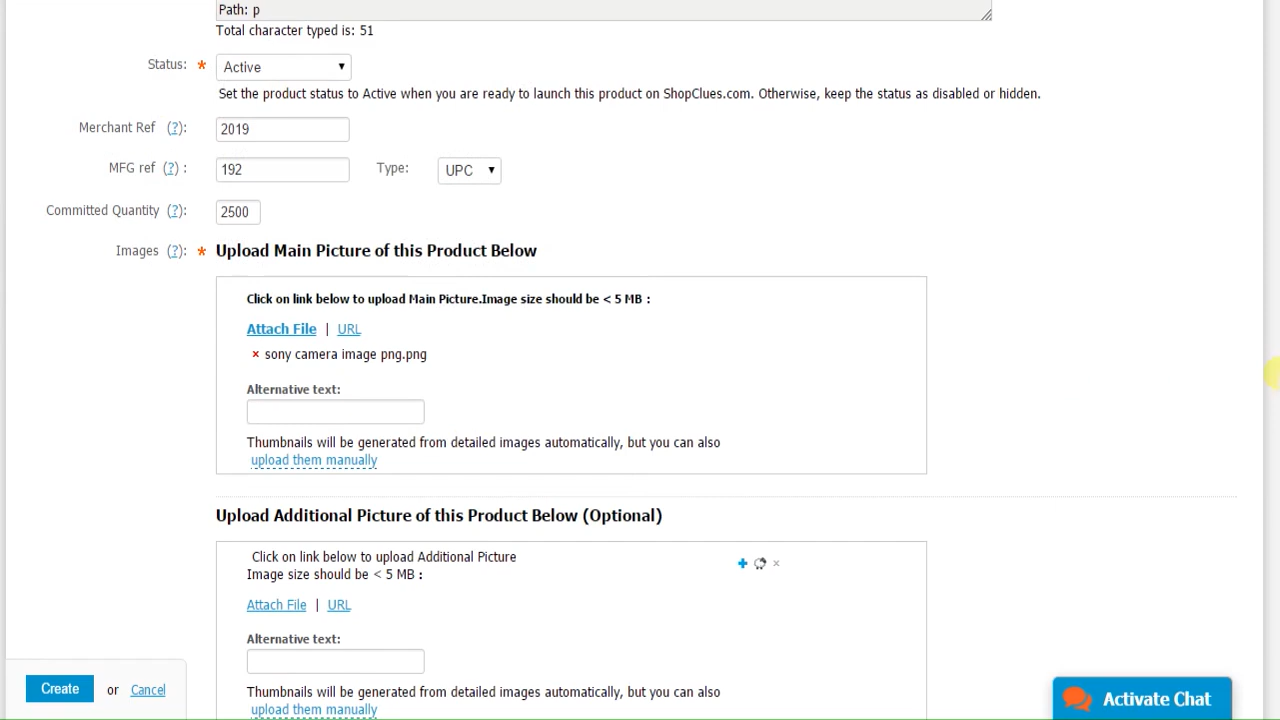 Path: p
Total character typed is: 51
Status: * Active
Set the product status to Active when you are ready to launch this product on ShopClues.com. Otherwise, keep the status as disabled or hidden.
Merchant Ref (?): 2019
MFG ref (?) : 192 Type: UPC
Committed Quantity (?): 2500
Images (?): * Upload Main Picture of this Product Below
Click on link below to upload Main Picture.Image size should be < 5 MB :
Attach File | URL
× sony camera image png.png
Alternative text:
Thumbnails will be generated from detailed images automatically, but you can also
upload them manually
Upload Additional Picture of this Product Below (Optional)
Click on link below to upload Additional Picture
Image size should be < 5 MB :
Attach File | URL
Alternative text:
Thumbnails will be generated from detailed images automatically, but you can also
upload them manually
Create or Cancel
Activate Chat